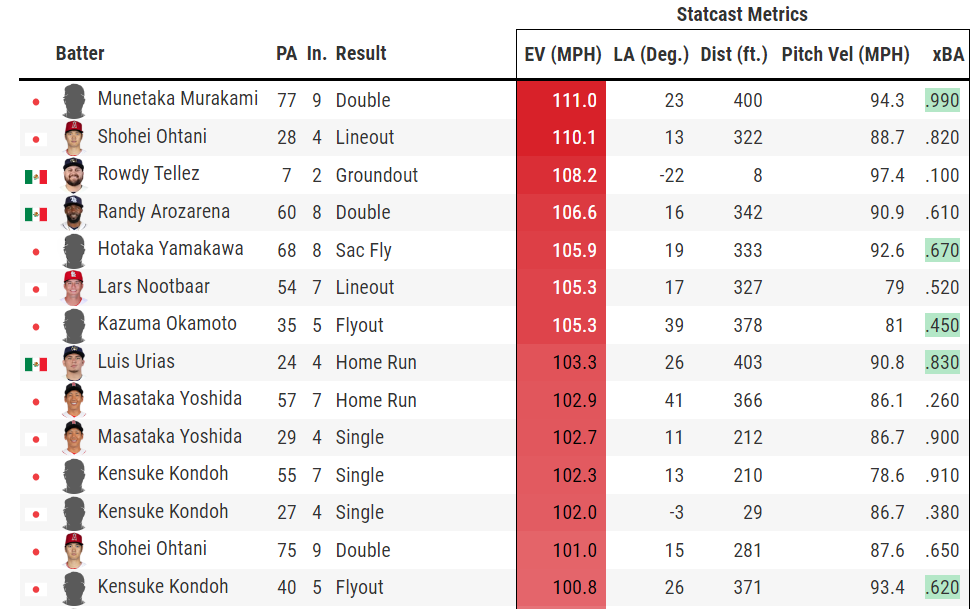 Statcast Metrics
Batter PA In. Result EV (MPH) LA (Deg.) Dist (ft.) Pitch Vel (MPH) xBA
Munetaka Murakami 77 9 Double 111.0 23 400 94.3 .990
Shohei Ohtani 28 4 Lineout 110.1 13 322 88.7 .820
Rowdy Tellez 7 2 Groundout 108.2 -22 8 97.4 .100
Randy Arozarena 60 8 Double 106.6 16 342 90.9 .610
Hotaka Yamakawa 68 8 Sac Fly 105.9 19 333 92.6 .670
Lars Nootbaar 54 7 Lineout 105.3 17 327 79 .520
Kazuma Okamoto 35 5 Flyout 105.3 39 378 81 .450
Luis Urias 24 4 Home Run 103.3 26 403 90.8 .830
Masataka Yoshida 57 7 Home Run 102.9 41 366 86.1 .260
Masataka Yoshida 29 4 Single 102.7 11 212 86.7 .900
Kensuke Kondoh 55 7 Single 102.3 13 210 78.6 .910
Kensuke Kondoh 27 4 Single 102.0 -3 29 86.7 .380
Shohei Ohtani 75 9 Double 101.0 15 281 87.6 .650
Kensuke Kondoh 40 5 Flyout 100.8 26 371 93.4 .620